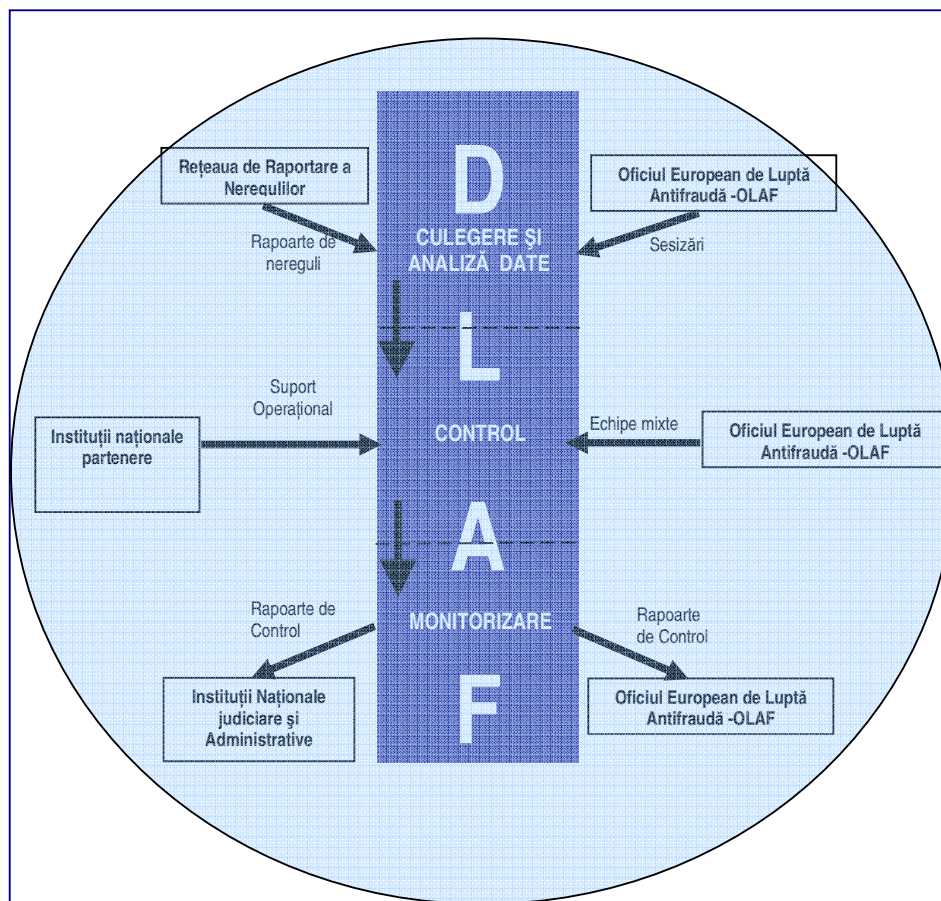 D
Rețeaua de Raportare a
Neregulilor
Oficiul European de Luptă
Antifraudă -OLAF
Rapoarte de
nereguli
CULEGERE ȘI
ANALIZĂ DATE
Sesizări
L
Suport
Operațional
Instituții naționale
partenere
CONTROL
Echipe mixte
Oficiul European de Luptă
Antifraudă -OLAF
A
Rapoarte de
Control
MONITORIZARE
Rapoarte
de Control
Instituții Naționale
judiciare și
Administrative
F
Oficiul European de Luptă
Antifraudă -OLAF